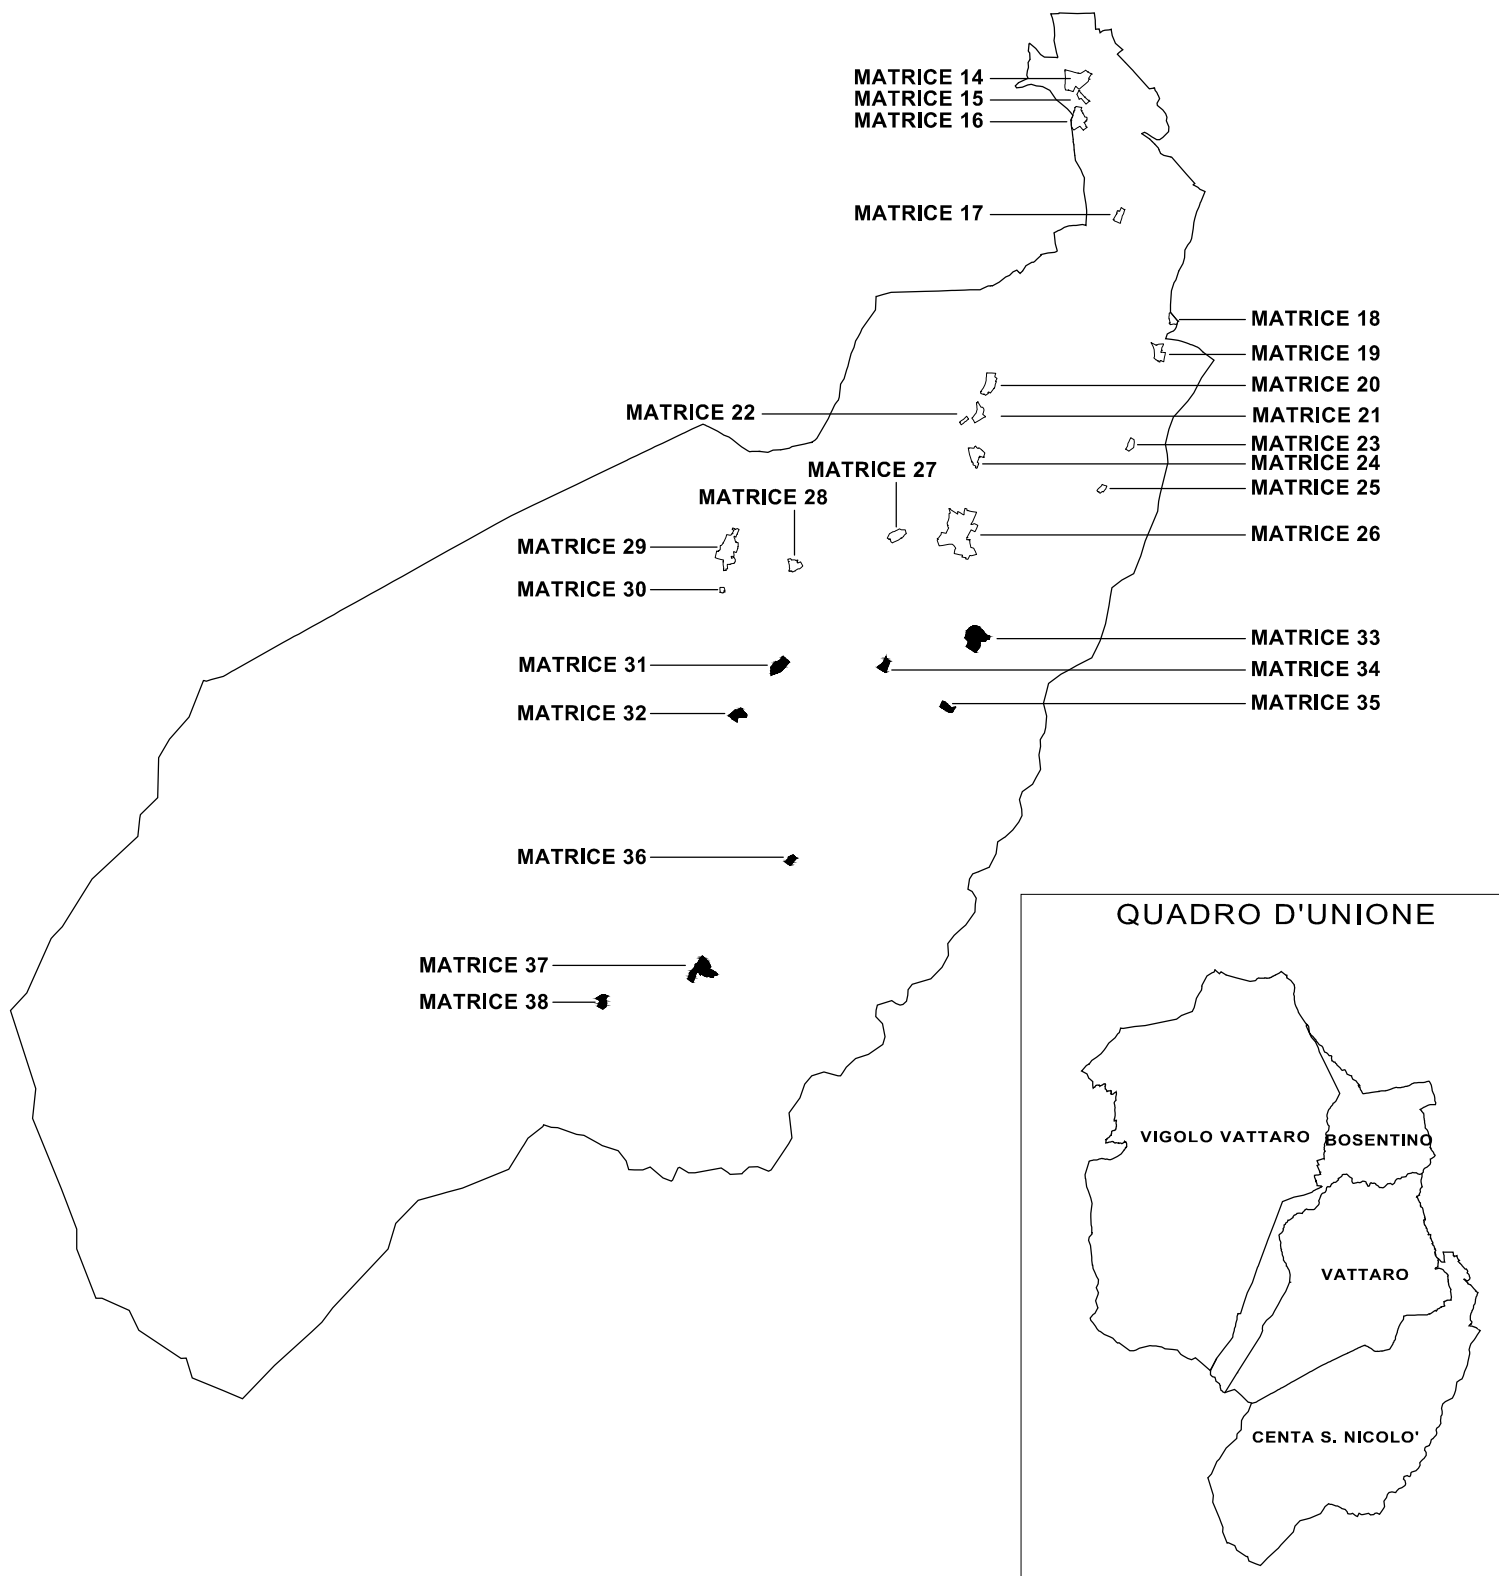 MATRICE 14
MATRICE 15
MATRICE 16
MATRICE 17
MATRICE 18
MATRICE 19
MATRICE 20
MATRICE 22
MATRICE 21
MATRICE 23
MATRICE 24
MATRICE 27
MATRICE 25
MATRICE 28
MATRICE 26
MATRICE 29
MATRICE 30
MATRICE 33
MATRICE 31
MATRICE 34
MATRICE 35
MATRICE 32
MATRICE 36
MATRICE 37
MATRICE 38
QUADRO D'UNIONE
VIGOLO VATTARO
BOSENTINO
VATTARO
CENTA S. NICOLO'